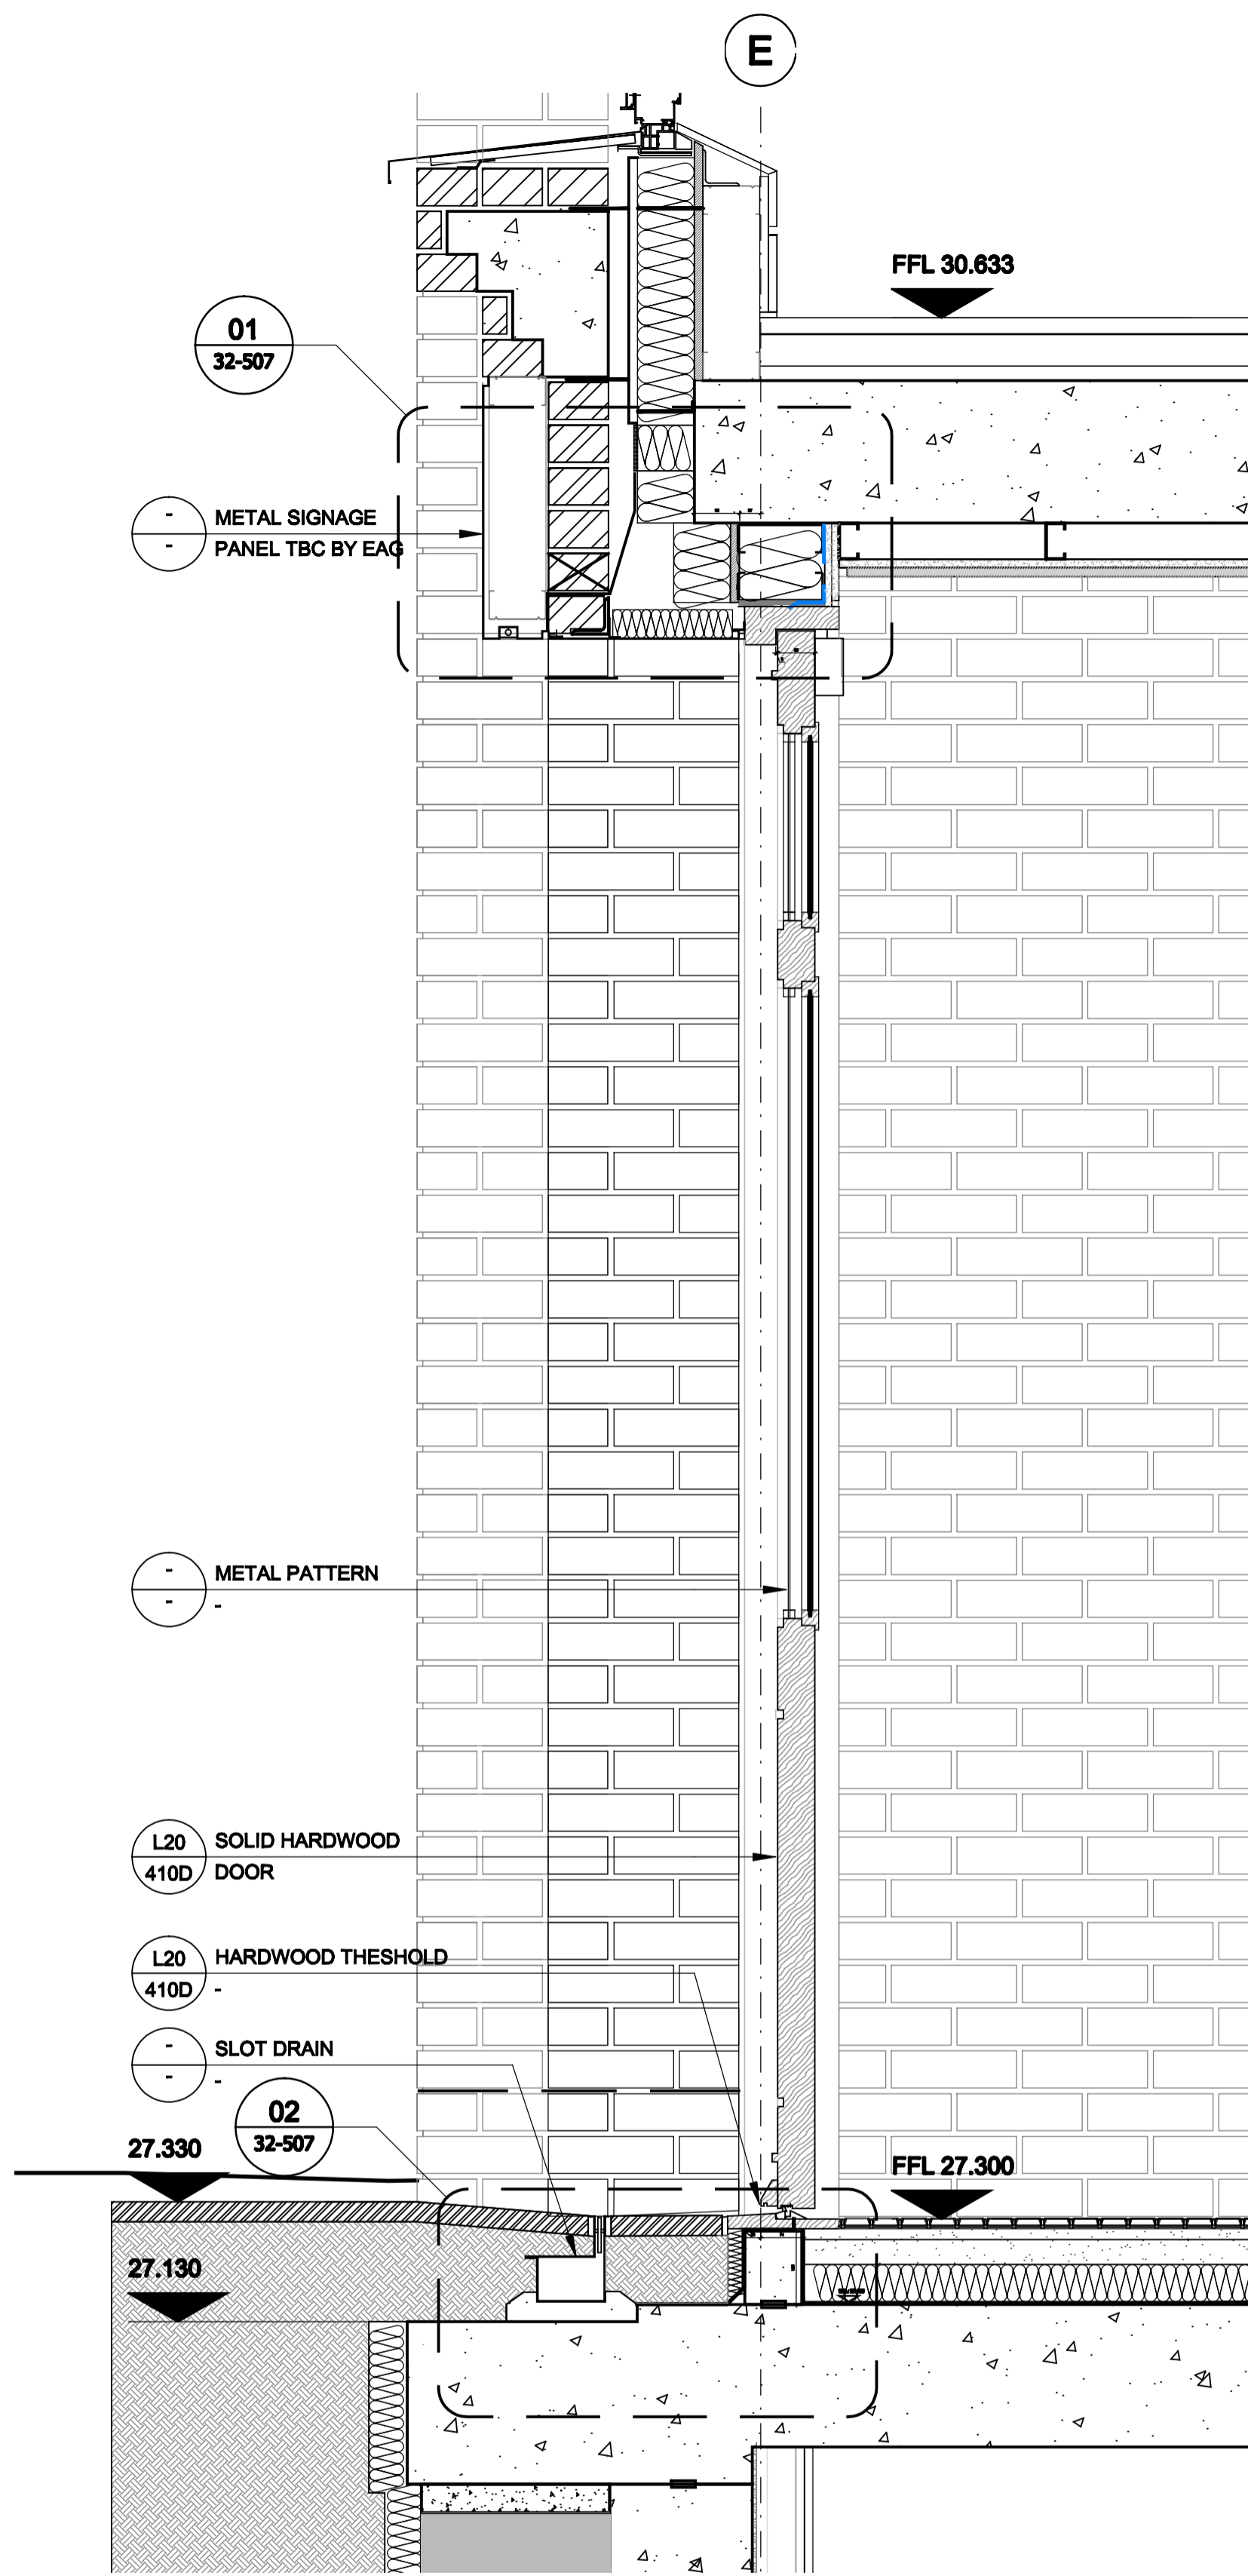 E
FFL 30.633
01
32-507
-
-
METAL SIGNAGE
PANEL TBC BY EAG
-
-
METAL PATTERN
-
L20
410D
SOLID HARDWOOD
DOOR
L20
410D
HARDWOOD THESHOLD
-
-
-
SLOT DRAIN
-
02
32-507
27.330
FFL 27.300
27.130